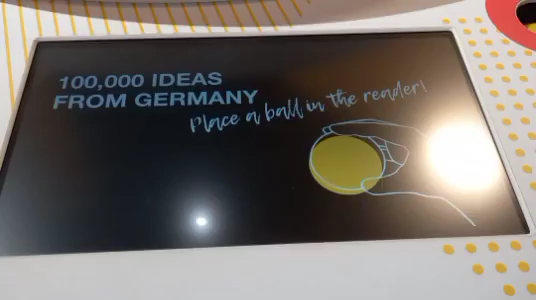 100,000 IDEAS
FROM GERMANY
Place a ball in the reader!